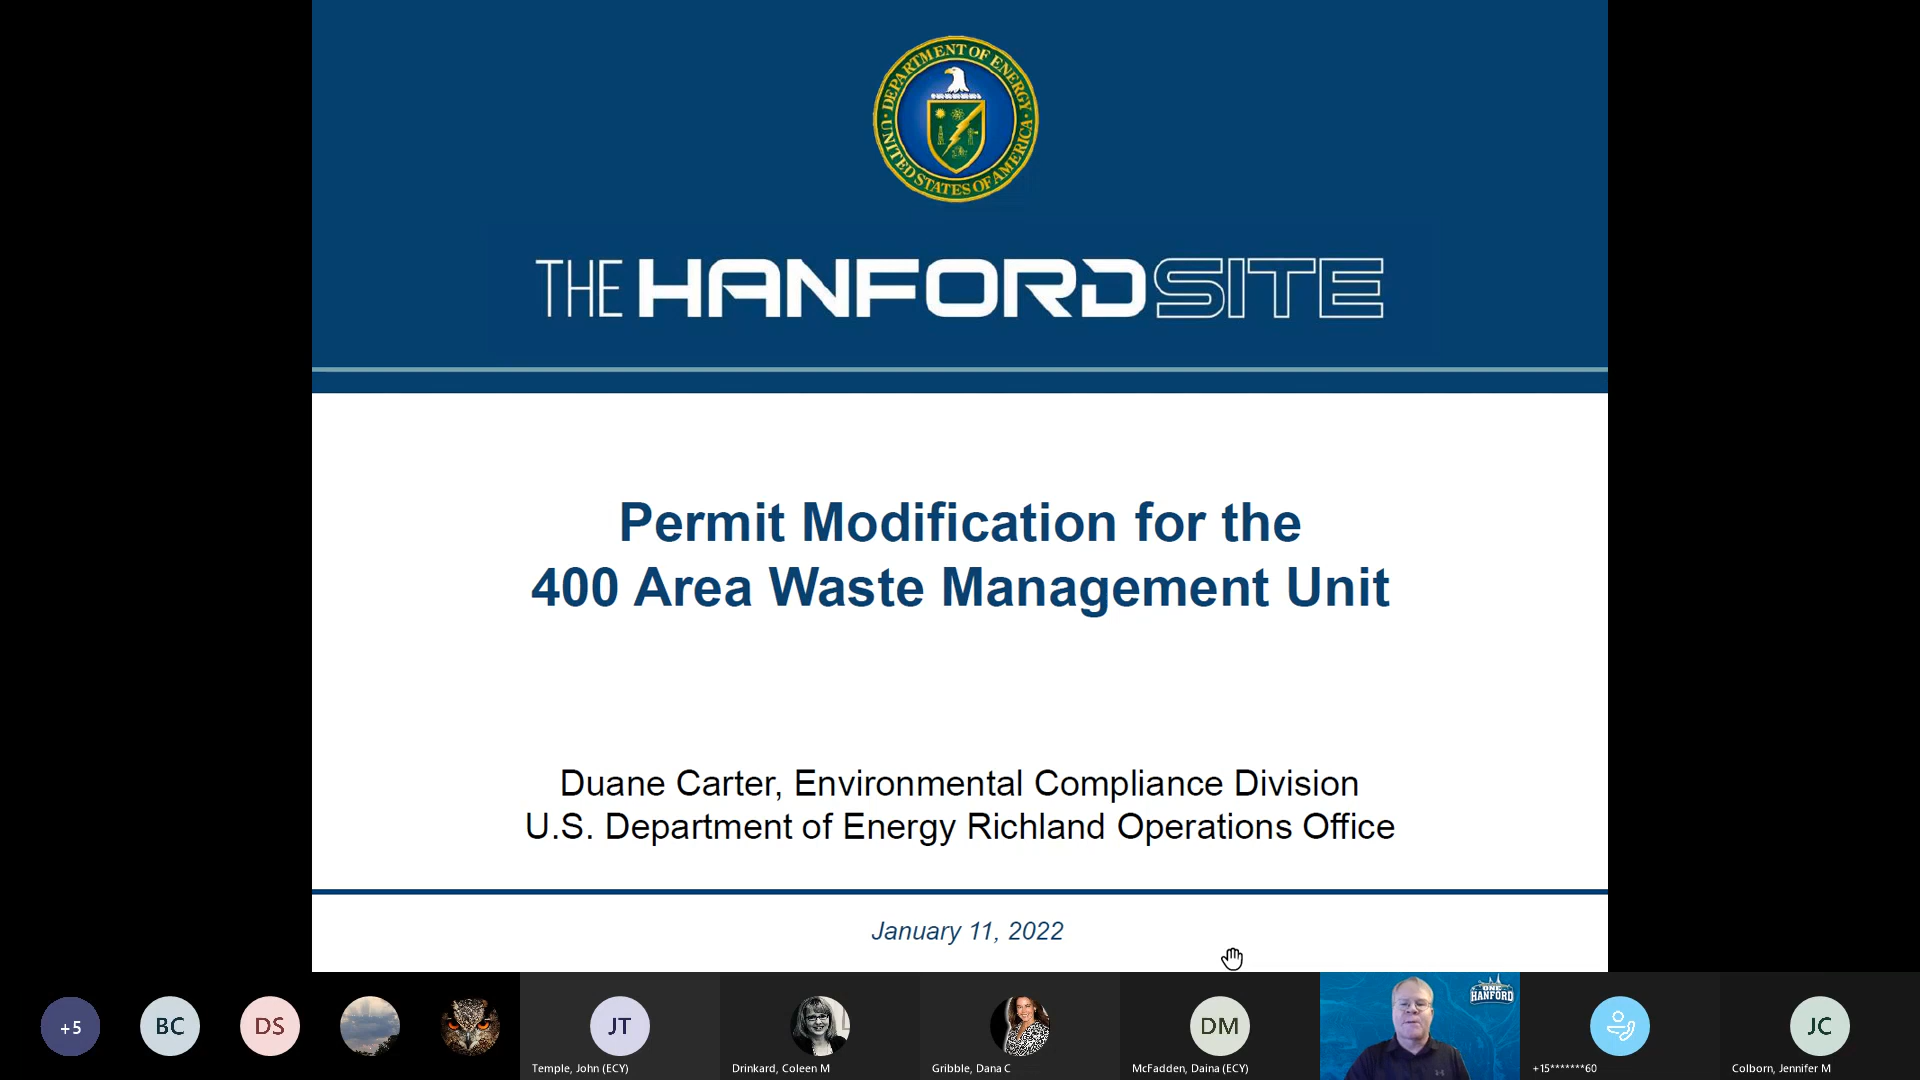 DEPARTMENT OF ENERGY
UNITED STATES OF AMERICA
THE HANFORD SITE
Permit Modification for the
400 Area Waste Management Unit
Duane Carter, Environmental Compliance Division
U.S. Department of Energy Richland Operations Office
January 11, 2022
+5
BC
DS
JT
DM
ONE
HANFORD
JC
Temple, John (ECY)
Drinkard, Coleen M
Gribble, Dana C
McFadden, Daina (ECY)
+15*******60
Colborn, Jennifer M